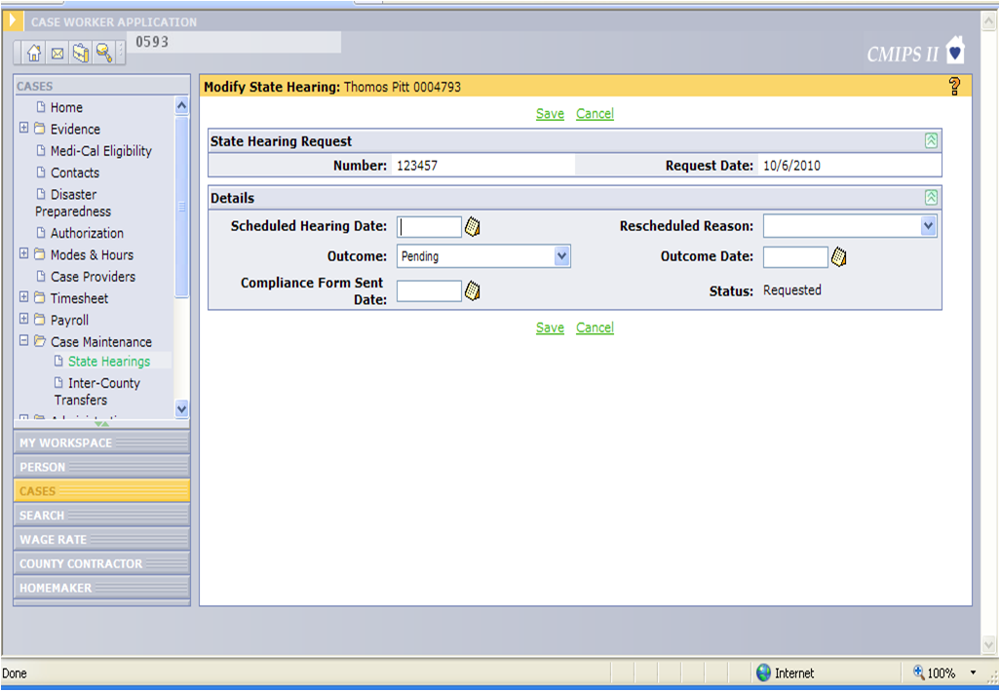 CASE WORKER APPLICATION
0593
CMIPS II
CASES
Home
Evidence
Medi-Cal Eligibility
Contacts
Disaster
Preparedness
Authorization
Modes & Hours
Case Providers
Timesheet
Payroll
Case Maintenance
State Hearings
Inter-County
Transfers
MY WORKSPACE
PERSON
CASES
SEARCH
WAGE RATE
COUNTY CONTRACTOR
HOMEMAKER
Modify State Hearing: Thomos Pitt 0004793
?
Save Cancel
State Hearing Request
Number: 123457 Request Date: 10/6/2010
Details
Scheduled Hearing Date: Rescheduled Reason:
Outcome: Pending Outcome Date:
Compliance Form Sent
Date: Status: Requested
Save Cancel
Done Internet 100%